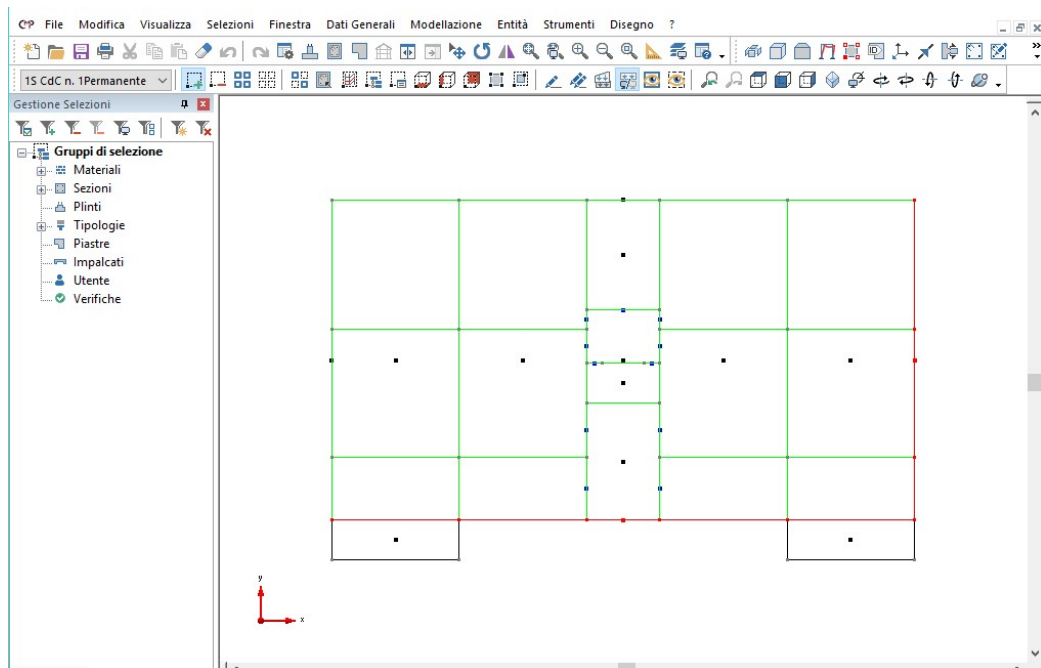 File Modifica Visualizza Selezioni Finestra Dati Generali Modellazione Entità Strumenti Disegno ?
1S CdC n. 1Permanente
Gestione Selezioni
Gruppi di selezione
Materiali
Sezioni
Plinti
Tipologie
Piastre
Impalcati
Utente
Verifiche
y
x